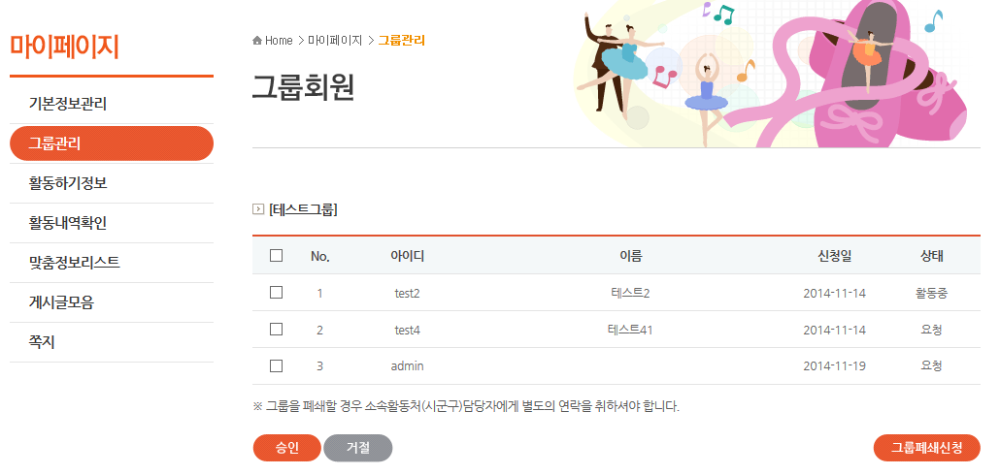 마이페이지
기본정보관리
그룹관리
활동하기정보
활동내역확인
맞춤정보리스트
게시글모음
쪽지
Home > 마이페이지 > 그룹관리
그룹회원
[테스트그룹]
No. 아이디 이름 신청일 상태
1 test2 테스트2 2014-11-14 활동중
2 test4 테스트41 2014-11-14 요청
3 admin 2014-11-19 요청
※ 그룹을 폐쇄할 경우 소속활동처(시군구)담당자에게 별도의 연락을 취하셔야 합니다.
승인 거절 그룹폐쇄신청